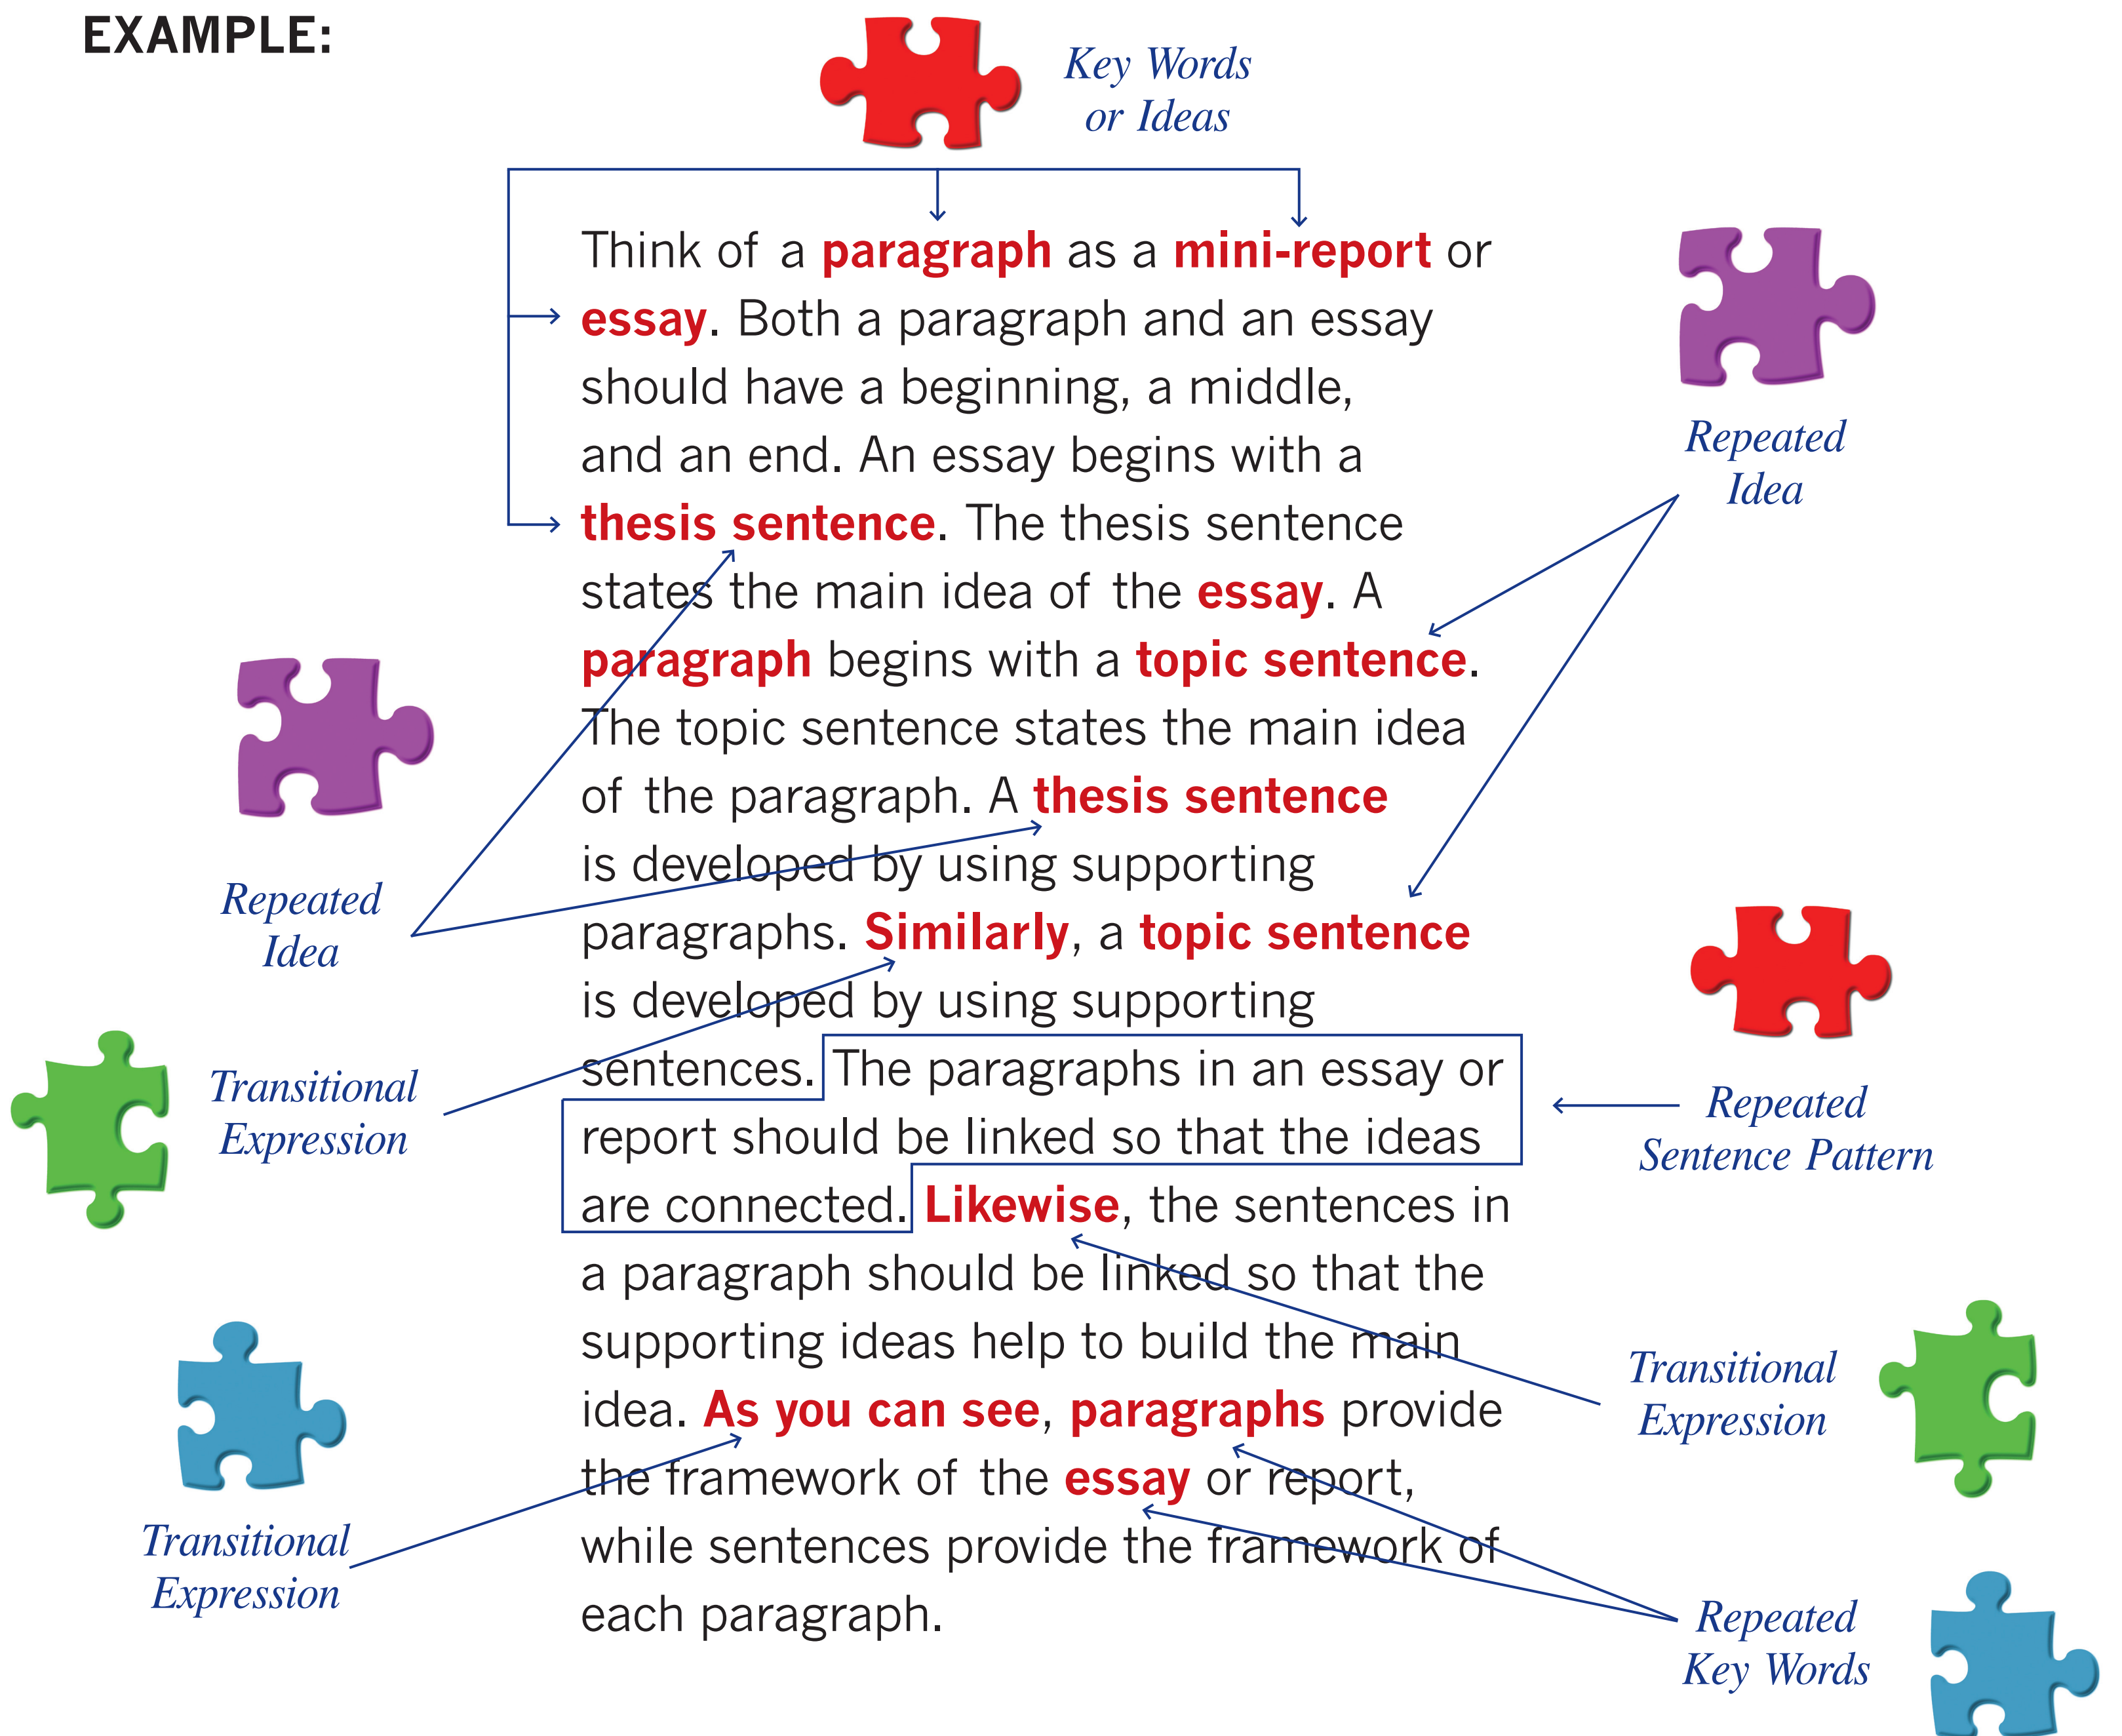 EXAMPLE:
Key Words
or Ideas
Think of a paragraph as a mini-report or
essay. Both a paragraph and an essay
should have a beginning, a middle,
and an end. An essay begins with a
thesis sentence. The thesis sentence
states the main idea of the essay. A
paragraph begins with a topic sentence.
The topic sentence states the main idea
of the paragraph. A thesis sentence
is developed by using supporting
paragraphs. Similarly, a topic sentence
is developed by using supporting
sentences. The paragraphs in an essay or
report should be linked so that the ideas
are connected. Likewise, the sentences in
a paragraph should be linked so that the
supporting ideas help to build the main
idea. As you can see, paragraphs provide
the framework of the essay or report,
while sentences provide the framework of
each paragraph.
Repeated
Idea
Transitional
Expression
Transitional
Expression
Repeated
Idea
Repeated
Sentence Pattern
Transitional
Expression
Repeated
Key Words